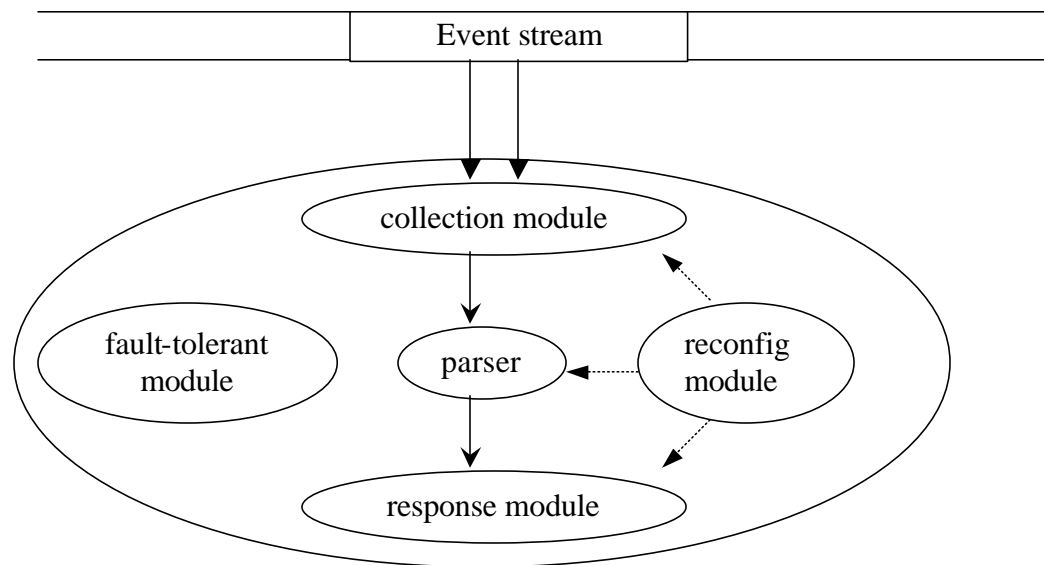 Event stream
collection module
fault-tolerant
module
parser
reconfig
module
response module